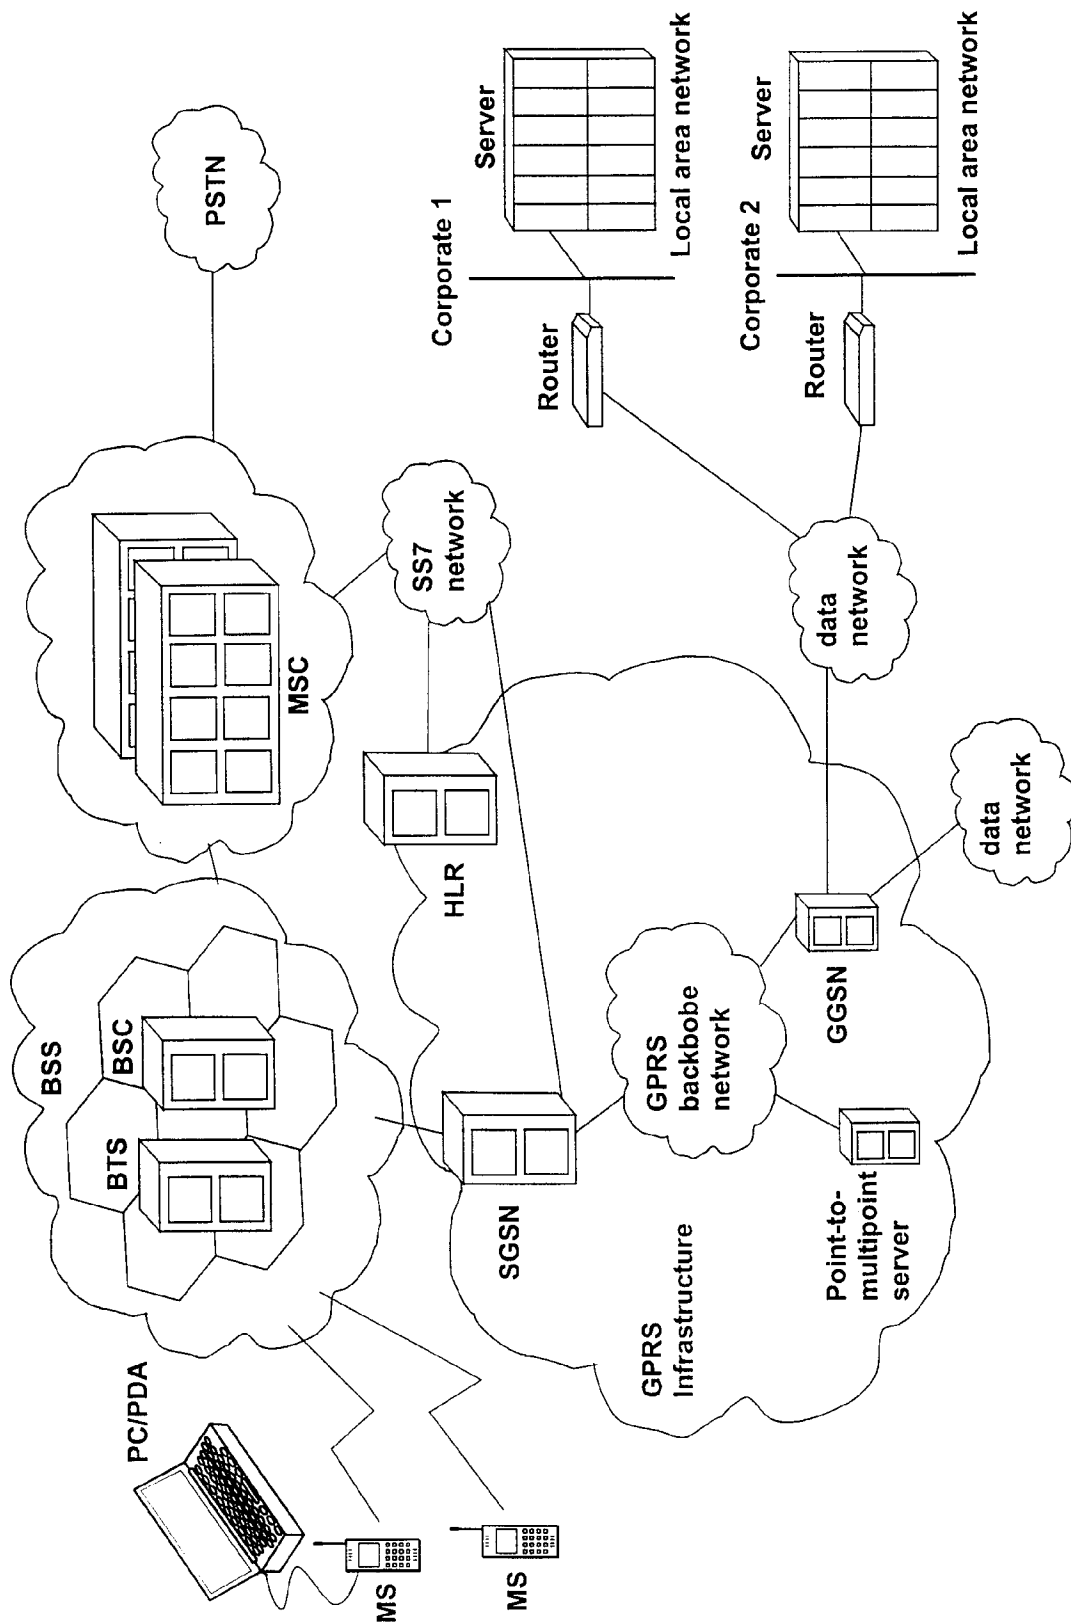 PC/PDA
MS
MS
BSS
BTS
BSC
MSC
PSTN
SS7
network
HLR
SGSN
GPRS
Infrastructure
GPRS
backbobe
network
Point-to-
multipoint
server
GGSN
data
network
data
network
Router
Corporate 1
Server
Local area network
Router
Corporate 2
Server
Local area network